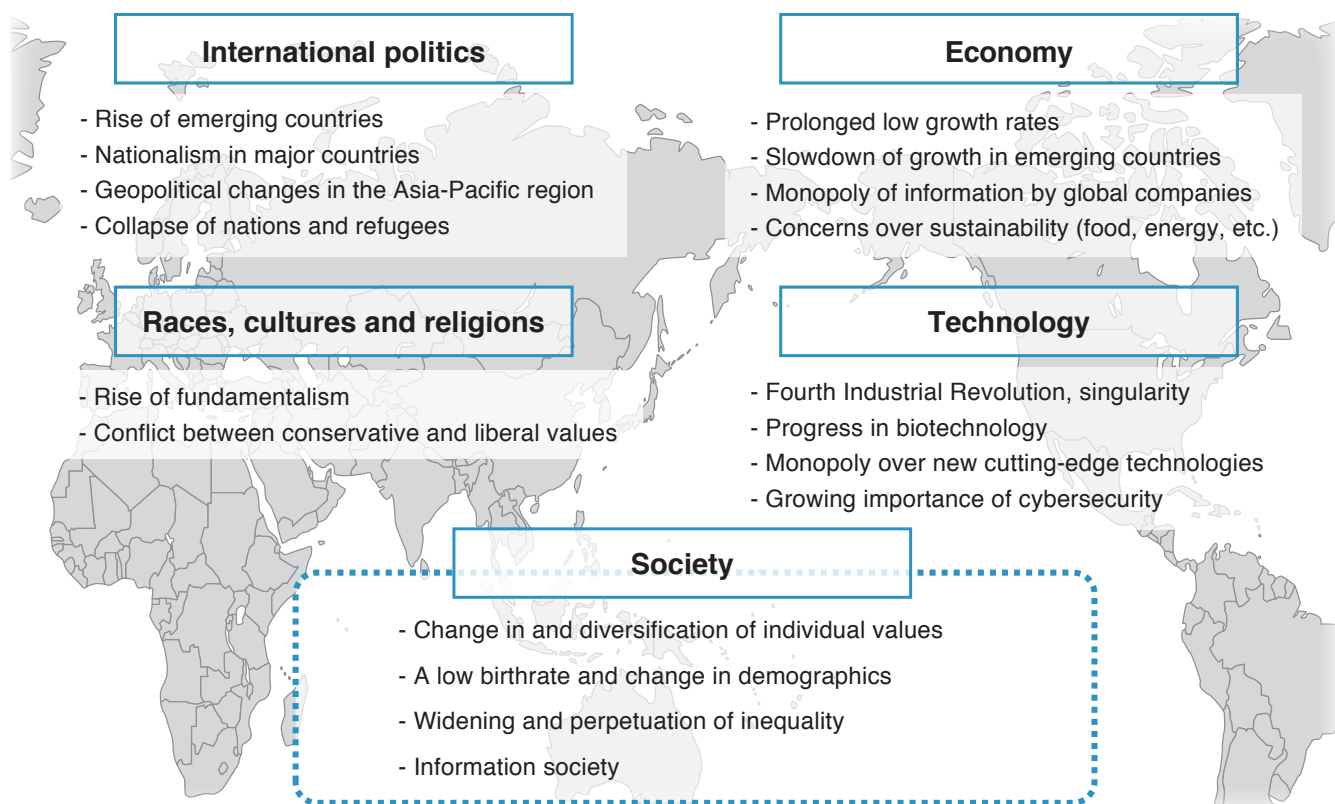 International politics
- Rise of emerging countries
- Nationalism in major countries
- Geopolitical changes in the Asia-Pacific region
- Collapse of nations and refugees
Economy
- Prolonged low growth rates
- Slowdown of growth in emerging countries
- Monopoly of information by global companies
- Concerns over sustainability (food, energy, etc.)
Races, cultures and religions
- Rise of fundamentalism
- Conflict between conservative and liberal values
Technology
- Fourth Industrial Revolution, singularity
- Progress in biotechnology
- Monopoly over new cutting-edge technologies
- Growing importance of cybersecurity
Society
- Change in and diversification of individual values
- A low birthrate and change in demographics
- Widening and perpetuation of inequality
- Information society